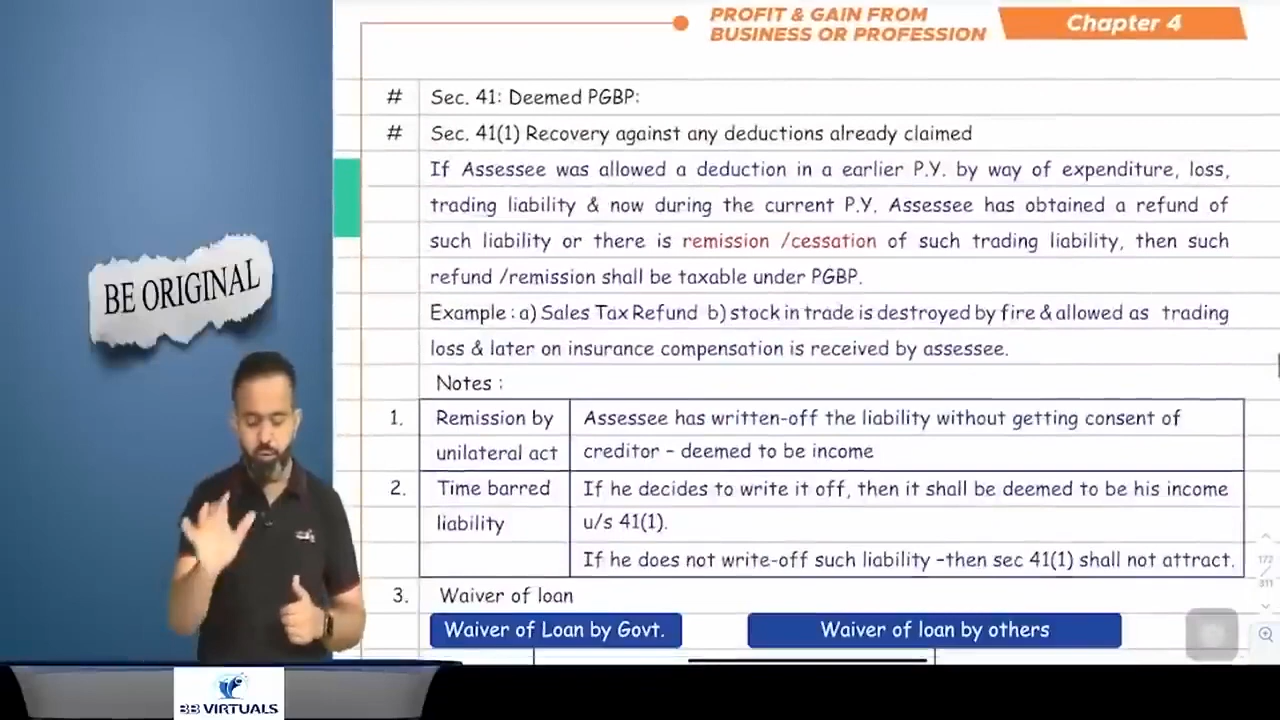 PROFIT & GAIN FROM
BUSINESS OR PROFESSION
Chapter 4
# Sec. 41: Deemed PGBP:
# Sec. 41(1) Recovery against any deductions already claimed
If Assessee was allowed a deduction in a earlier P.Y. by way of expenditure, loss,
trading liability & now during the current P.Y. Assessee has obtained a refund of
such liability or there is remission /cessation of such trading liability, then such
refund /remission shall be taxable under PGBP.
Example : a) Sales Tax Refund b) stock in trade is destroyed by fire & allowed as trading
loss & later on insurance compensation is received by assessee.
Notes :
1. Remission by unilateral act
Assessee has written-off the liability without getting consent of
creditor – deemed to be income
2. Time barred liability
If he decides to write it off, then it shall be deemed to be his income
u/s 41(1).
If he does not write-off such liability –then sec 41(1) shall not attract.
3. Waiver of loan
Waiver of Loan by Govt.
Waiver of loan by others
172
/
311
BE ORIGINAL
BB VIRTUALS